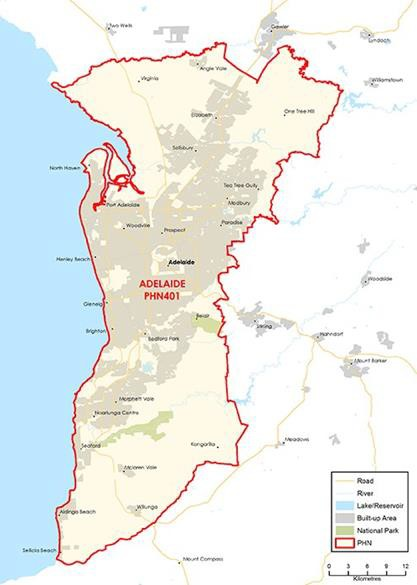 Two Wells
Gawler
Lyndoch
Angle Vale
Virginia
Williamstown
Elizabeth
One Tree Hill
Salisbury
North Haven
Tea Tree Gully
Modbury
Port Adelaide
Paradise
Woodville
Prospect
Henley Beach
Adelaide
ADELAIDE
PHN401
Woodside
Glenelg
Belair
Stirling
Brighton
Bedford Park
Hahndorf
Mount Barker
Morphett Vale
Noarlunga Centre
Seaford
Kangarilla
Meadows
McLaren Vale
Willunga
Aldinga Beach
Sellicks Beach
Mount Compass
Legend
Road
River
Lake/Reservoir
Built-up Area
National Park
PHN
0 3 6 9 12
Kilometres